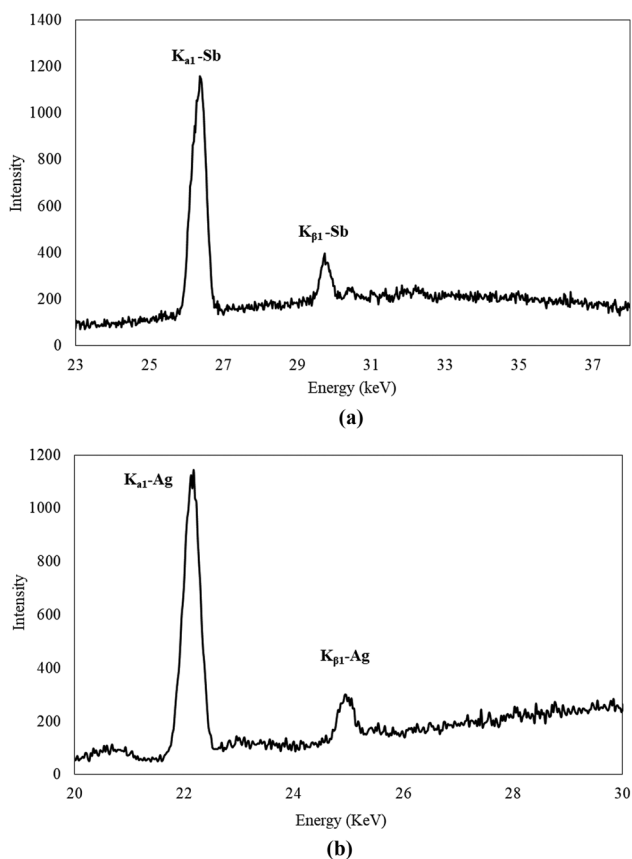 1400
1200
1000
800
600
400
200
0
Intensity
Kₐ₁-Sb
Kᵦ₁-Sb
23 25 27 29 31 33 35 37
Energy (keV)
(a)
1200
1000
800
600
400
200
0
Intensity
Kₐ₁-Ag
Kᵦ₁-Ag
20 22 24 26 28 30
Energy (KeV)
(b)